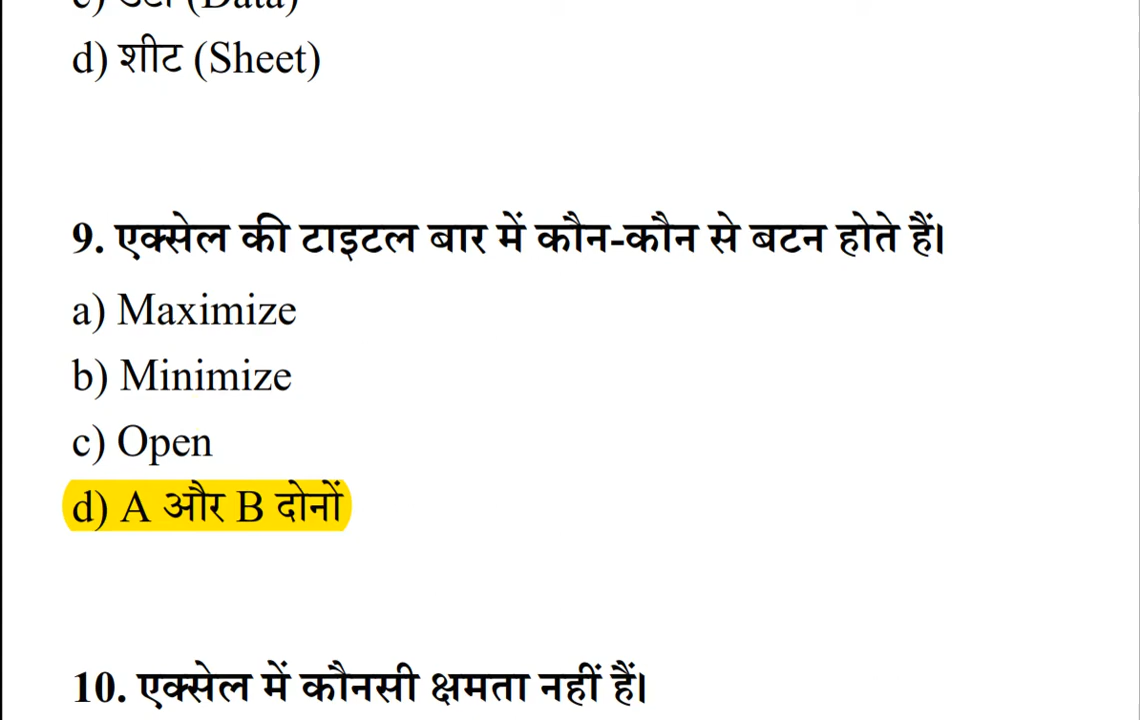 d) शीट (Sheet)
9. एक्सेल की टाइटल बार में कौन-कौन से बटन होते हैं।
a) Maximize
b) Minimize
c) Open
d) A और B दोनों
10. एक्सेल में कौनसी क्षमता नहीं हैं।